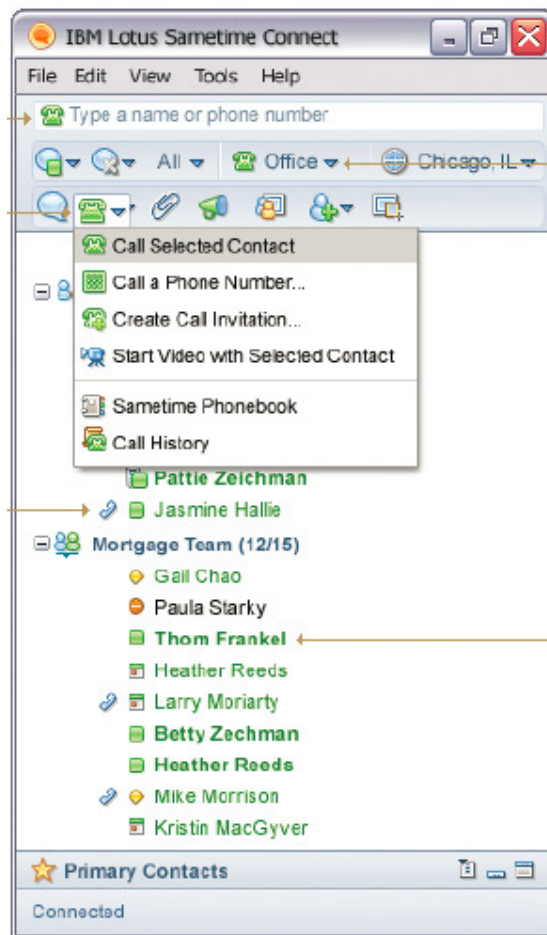 IBM Lotus Sametime Connect
File Edit View Tools Help
Type a name or phone number
All Office Chicago, IL
Call Selected Contact
Call a Phone Number...
Create Call Invitation...
Start Video with Selected Contact
Sametime Phonebook
Call History
Pattie Zeichman
Jasmine Hallie
Mortgage Team (12/15)
Gail Chao
Paula Starky
Thom Frankel
Heather Reeds
Larry Moriarty
Betty Zechman
Heather Reeds
Mike Morrison
Kristin MacGyver
Primary Contacts
Connected